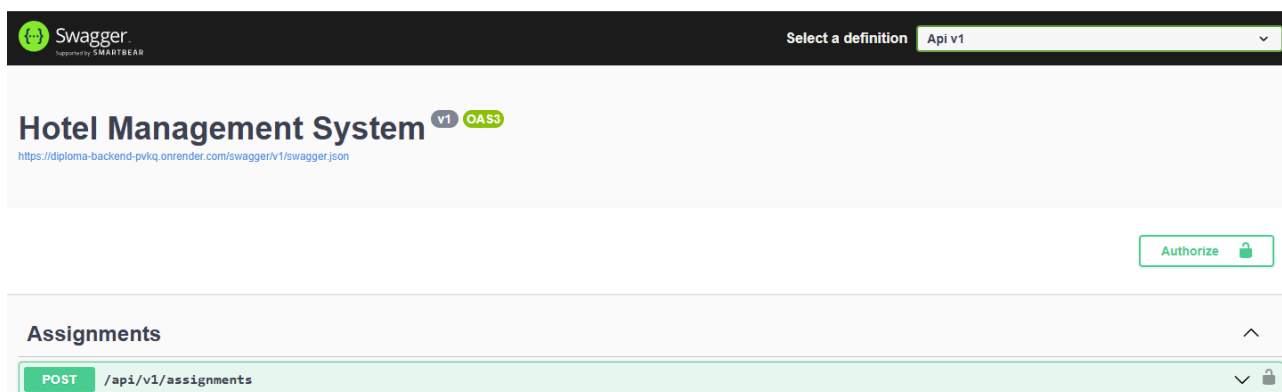 Swagger.
Supported by SMARTBEAR
Select a definition Api v1
Hotel Management System v1 OAS3
https://diploma-backend-pvkq.onrender.com/swagger/v1/swagger.json
Authorize
Assignments
POST /api/v1/assignments